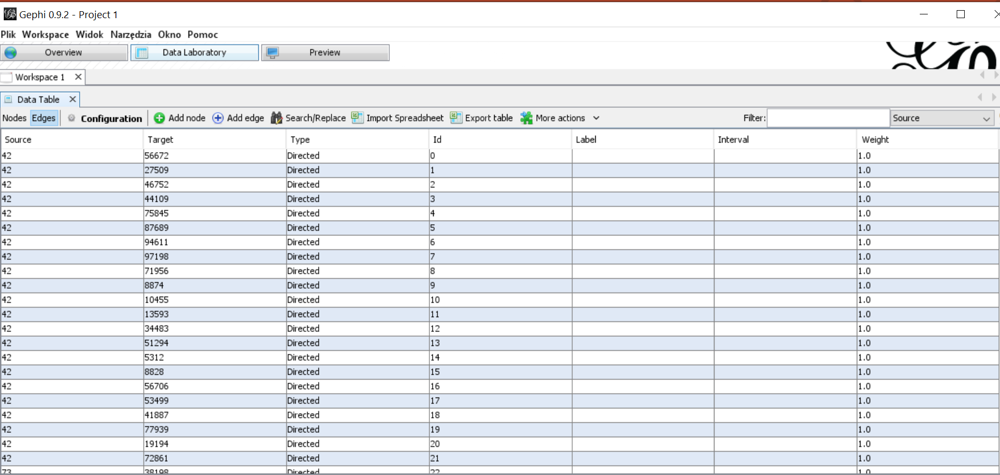 Gephi 0.9.2 - Project 1
Plik Workspace Widok Narzędzia Okno Pomoc
Overview Data Laboratory Preview
Workspace 1
Data Table
Nodes Edges Configuration Add node Add edge Search/Replace Import Spreadsheet Export table More actions Filter: Source
Source Target Type Id Label Interval Weight
42 56672 Directed 0 1.0
42 27509 Directed 1 1.0
42 46752 Directed 2 1.0
42 44109 Directed 3 1.0
42 75845 Directed 4 1.0
42 87689 Directed 5 1.0
42 94611 Directed 6 1.0
42 97198 Directed 7 1.0
42 71956 Directed 8 1.0
42 8874 Directed 9 1.0
42 10455 Directed 10 1.0
42 13593 Directed 11 1.0
42 34483 Directed 12 1.0
42 51294 Directed 13 1.0
42 5312 Directed 14 1.0
42 8828 Directed 15 1.0
42 56706 Directed 16 1.0
42 53499 Directed 17 1.0
42 41887 Directed 18 1.0
42 77939 Directed 19 1.0
42 19194 Directed 20 1.0
42 72861 Directed 21 1.0
73 38198 Directed 22 1.0